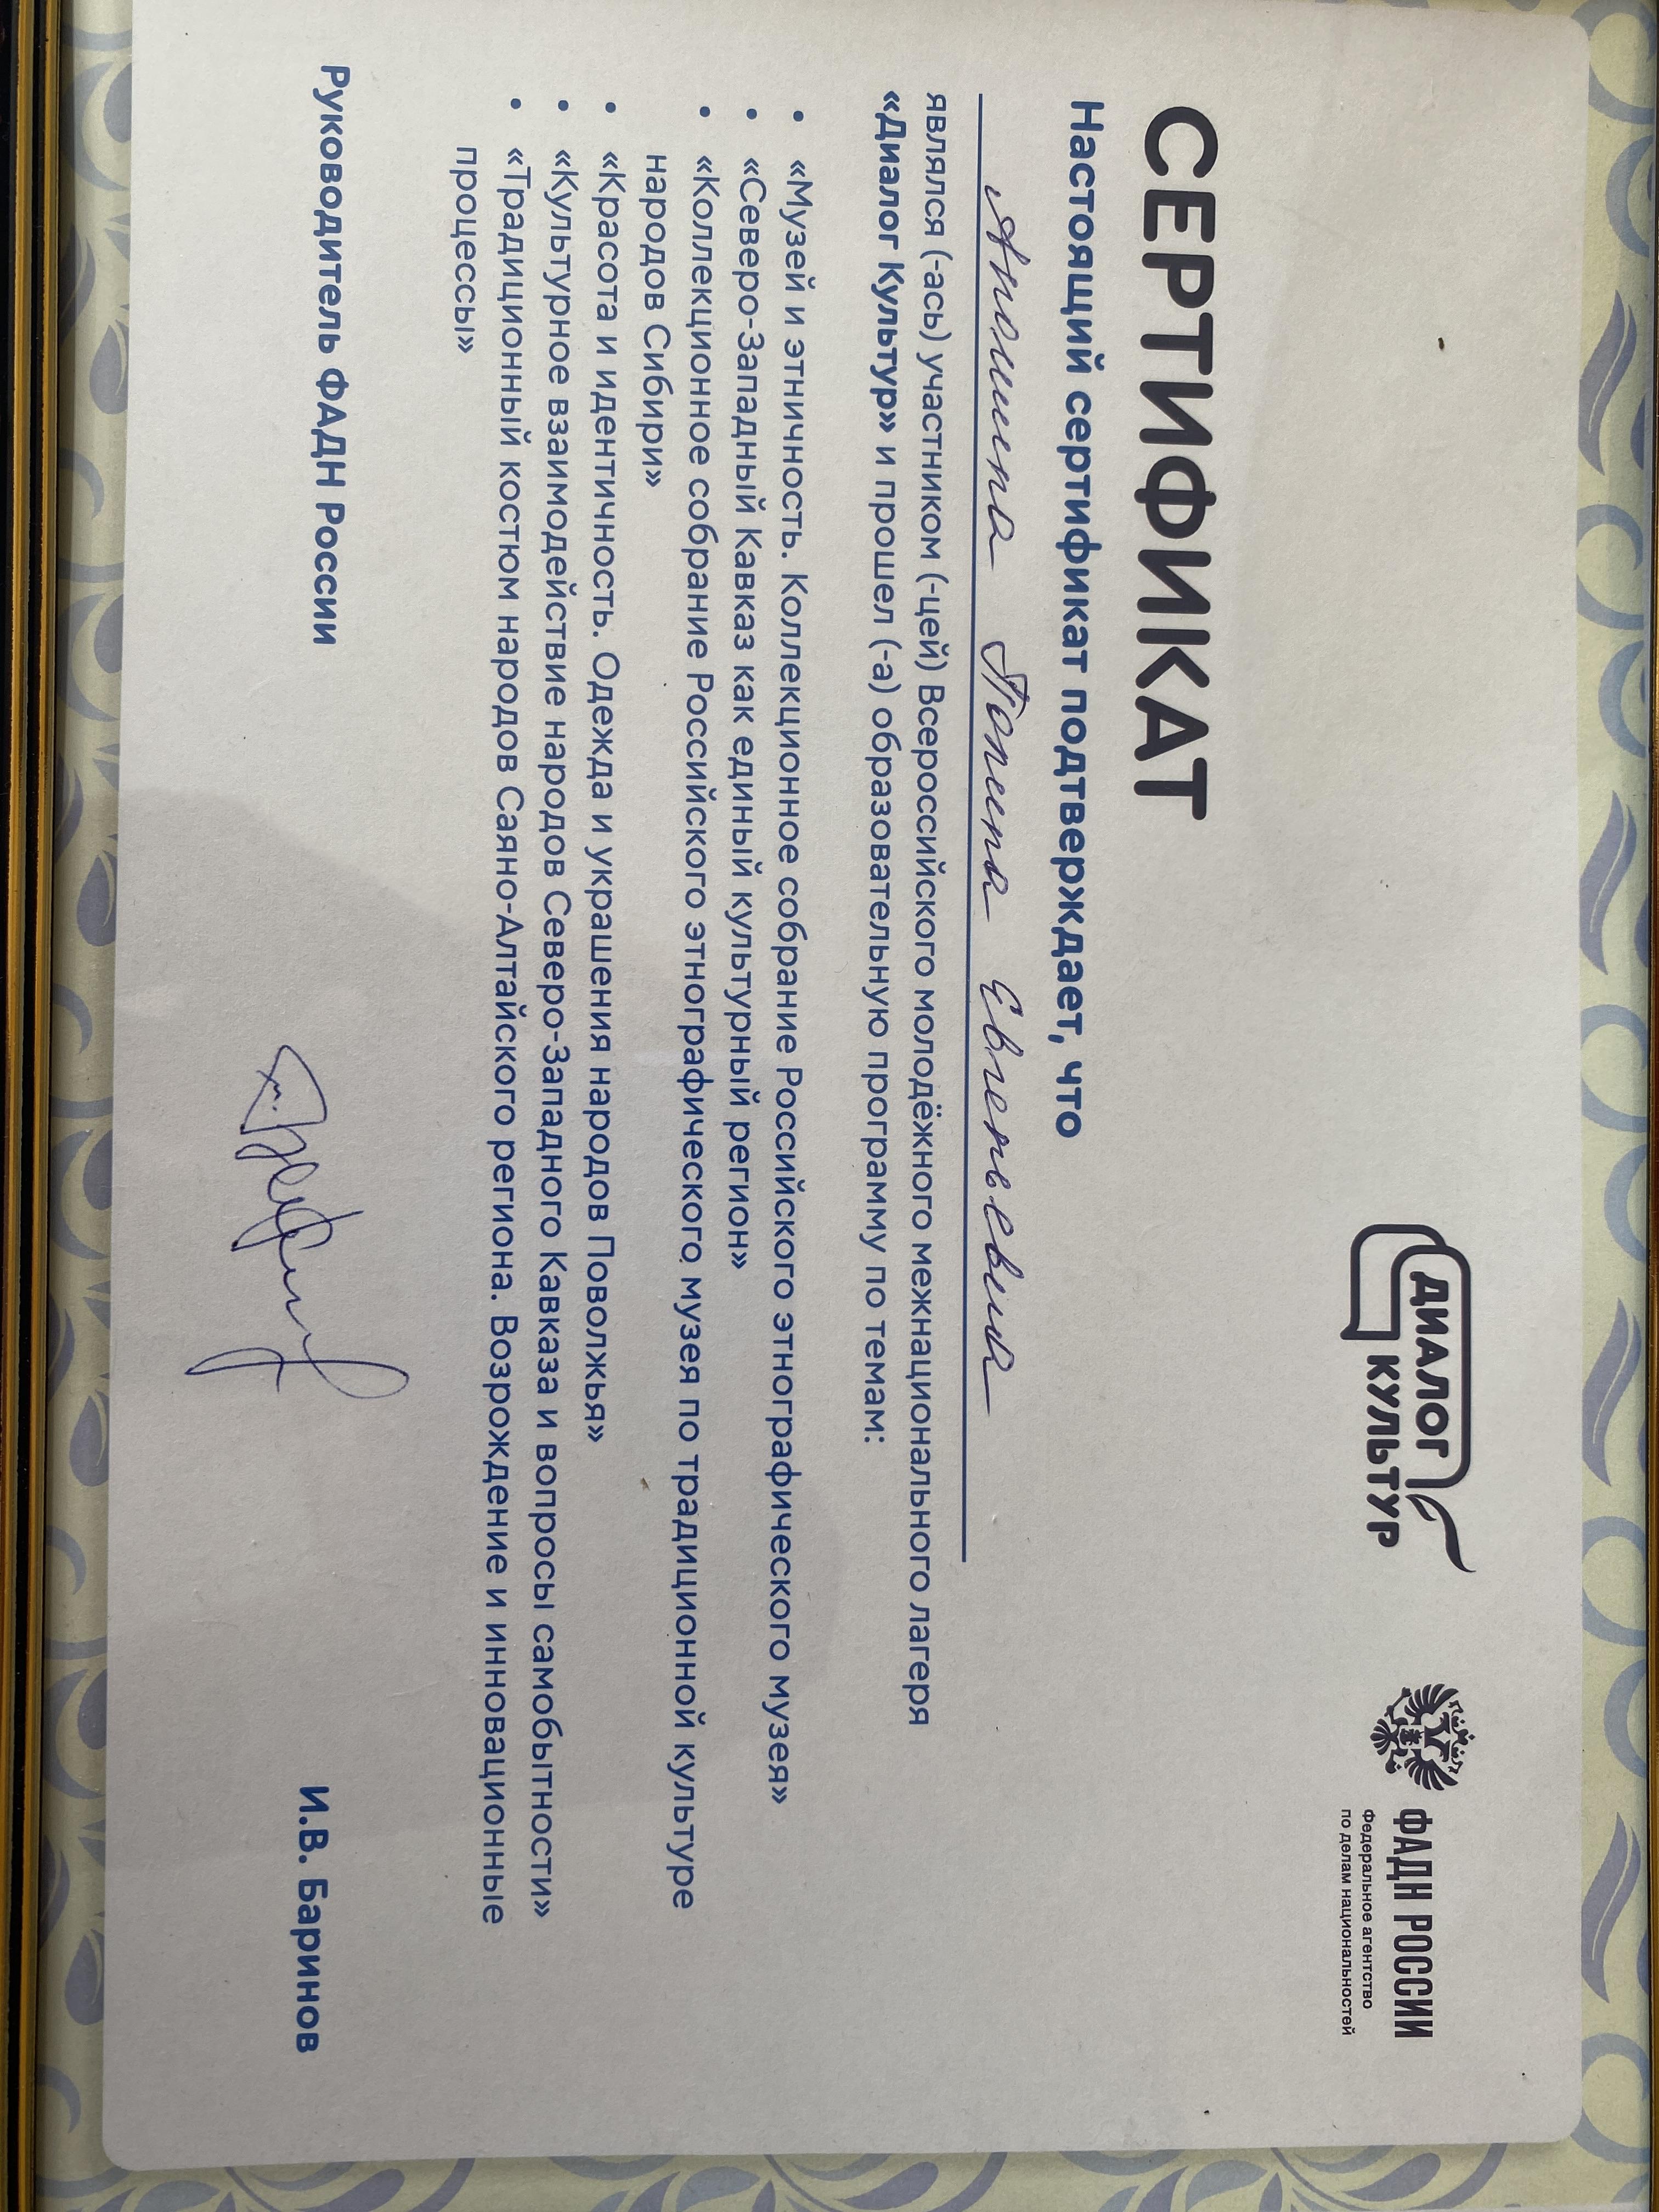 ДИАЛОГ
КУЛЬТУР
ФАДН РОССИИ
Федеральное агентство
по делам национальностей
СЕРТИФИКАТ
Настоящий сертификат подтверждает, что
Полина Евгеньевна
являлся (-ась) участником (-цей) Всероссийского молодёжного межнационального лагеря
«Диалог Культур» и прошел (-а) образовательную программу по темам:
• «Музей и этничность. Коллекционное собрание Российского этнографического музея»
• «Северо-Западный Кавказ как единый культурный регион»
• «Коллекционное собрание Российского этнографического музея по традиционной культуре
народов Сибири»
• «Красота и идентичность. Одежда и украшения народов Поволжья»
• «Культурное взаимодействие народов Северо-Западного Кавказа и вопросы самобытности»
• «Традиционный костюм народов Саяно-Алтайского региона. Возрождение и инновационные
процессы»
Руководитель ФАДН России
И.В. Баринов